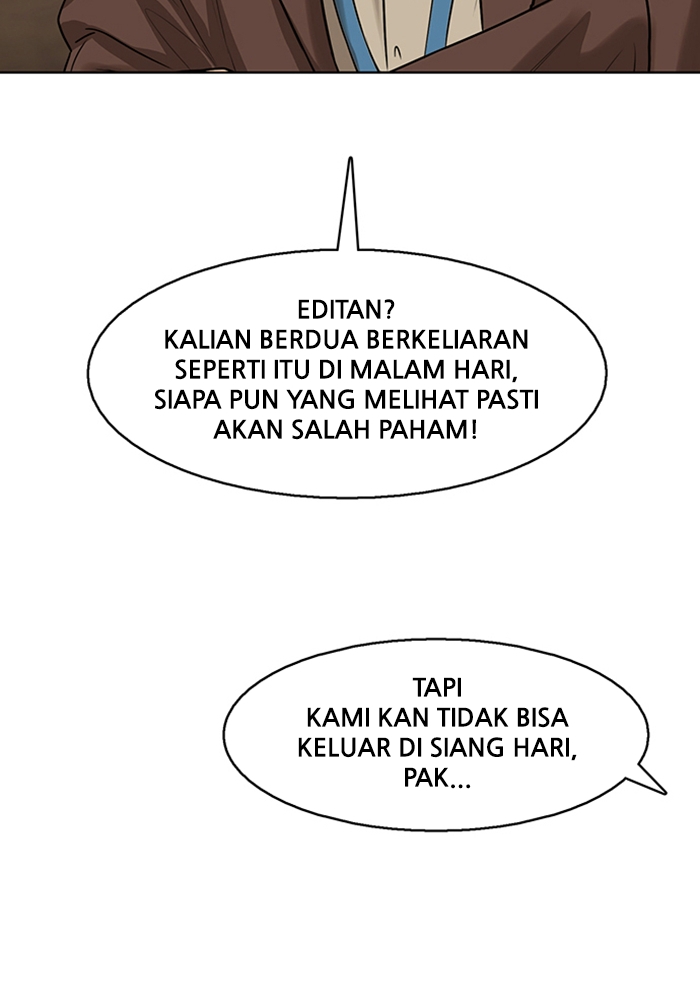 EDITAN?
KALIAN BERDUA BERKELIARAN
SEPERTI ITU DI MALAM HARI,
SIAPA PUN YANG MELIHAT PASTI
AKAN SALAH PAHAM!
TAPI
KAMI KAN TIDAK BISA
KELUAR DI SIANG HARI,
PAK...